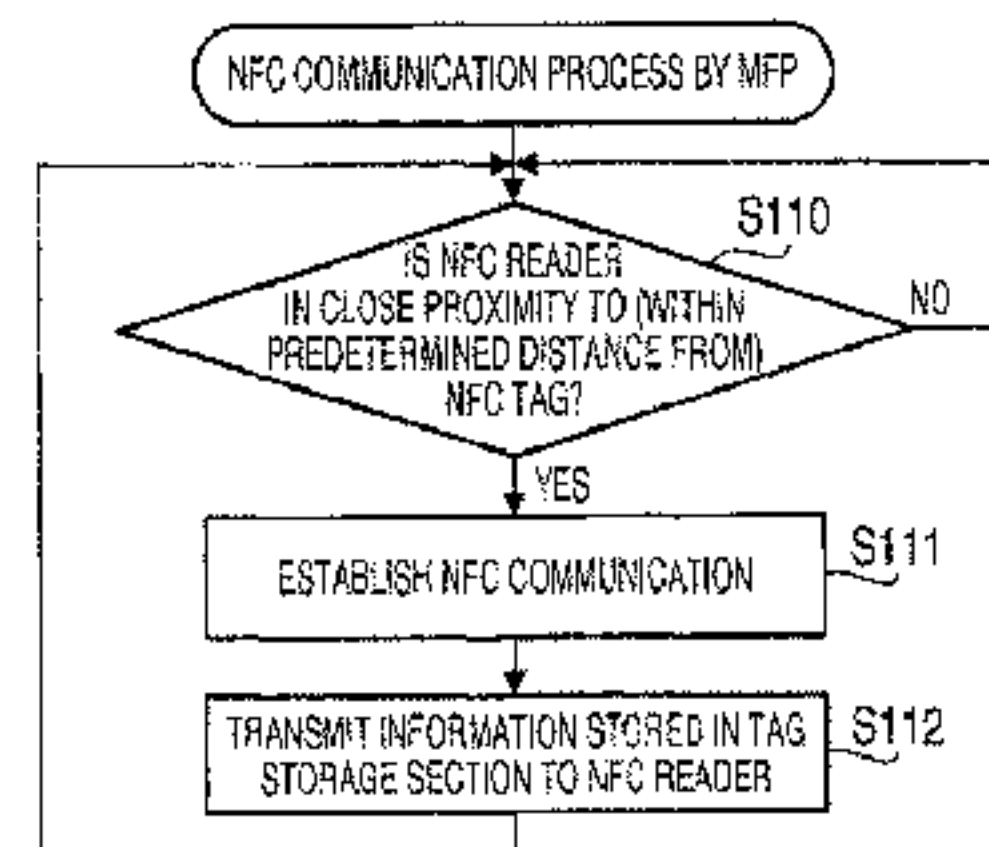 NFC COMMUNICATION PROCESS BY MFP
S110
IS NFC READER
IN CLOSE PROXIMITY TO (WITHIN
PREDETERMINED DISTANCE FROM)
NFC TAG?
NO
YES
ESTABLISH NFC COMMUNICATION
S111
TRANSMIT INFORMATION STORED IN TAG
STORAGE SECTION TO NFC READER
S112